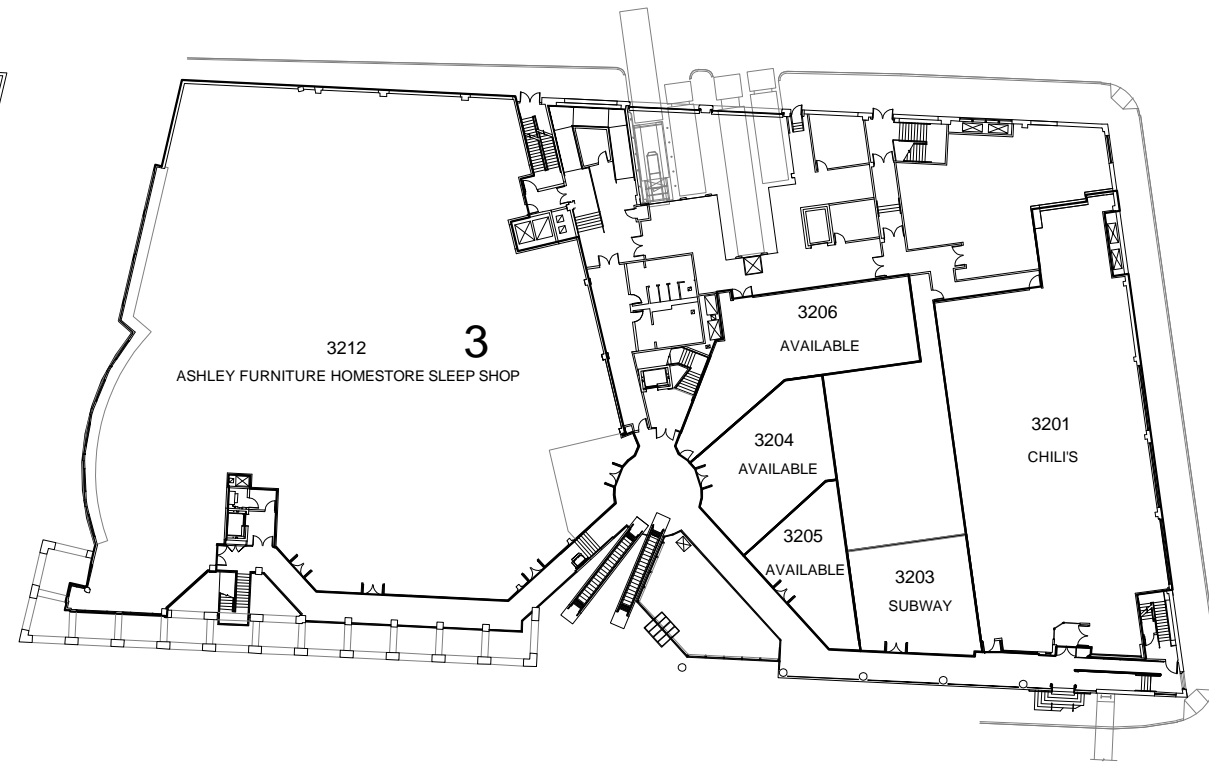 3206
AVAILABLE
3212
3
ASHLEY FURNITURE HOMESTORE SLEEP SHOP
3204
AVAILABLE
3201
CHILI'S
3205
AVAILABLE
3203
SUBWAY